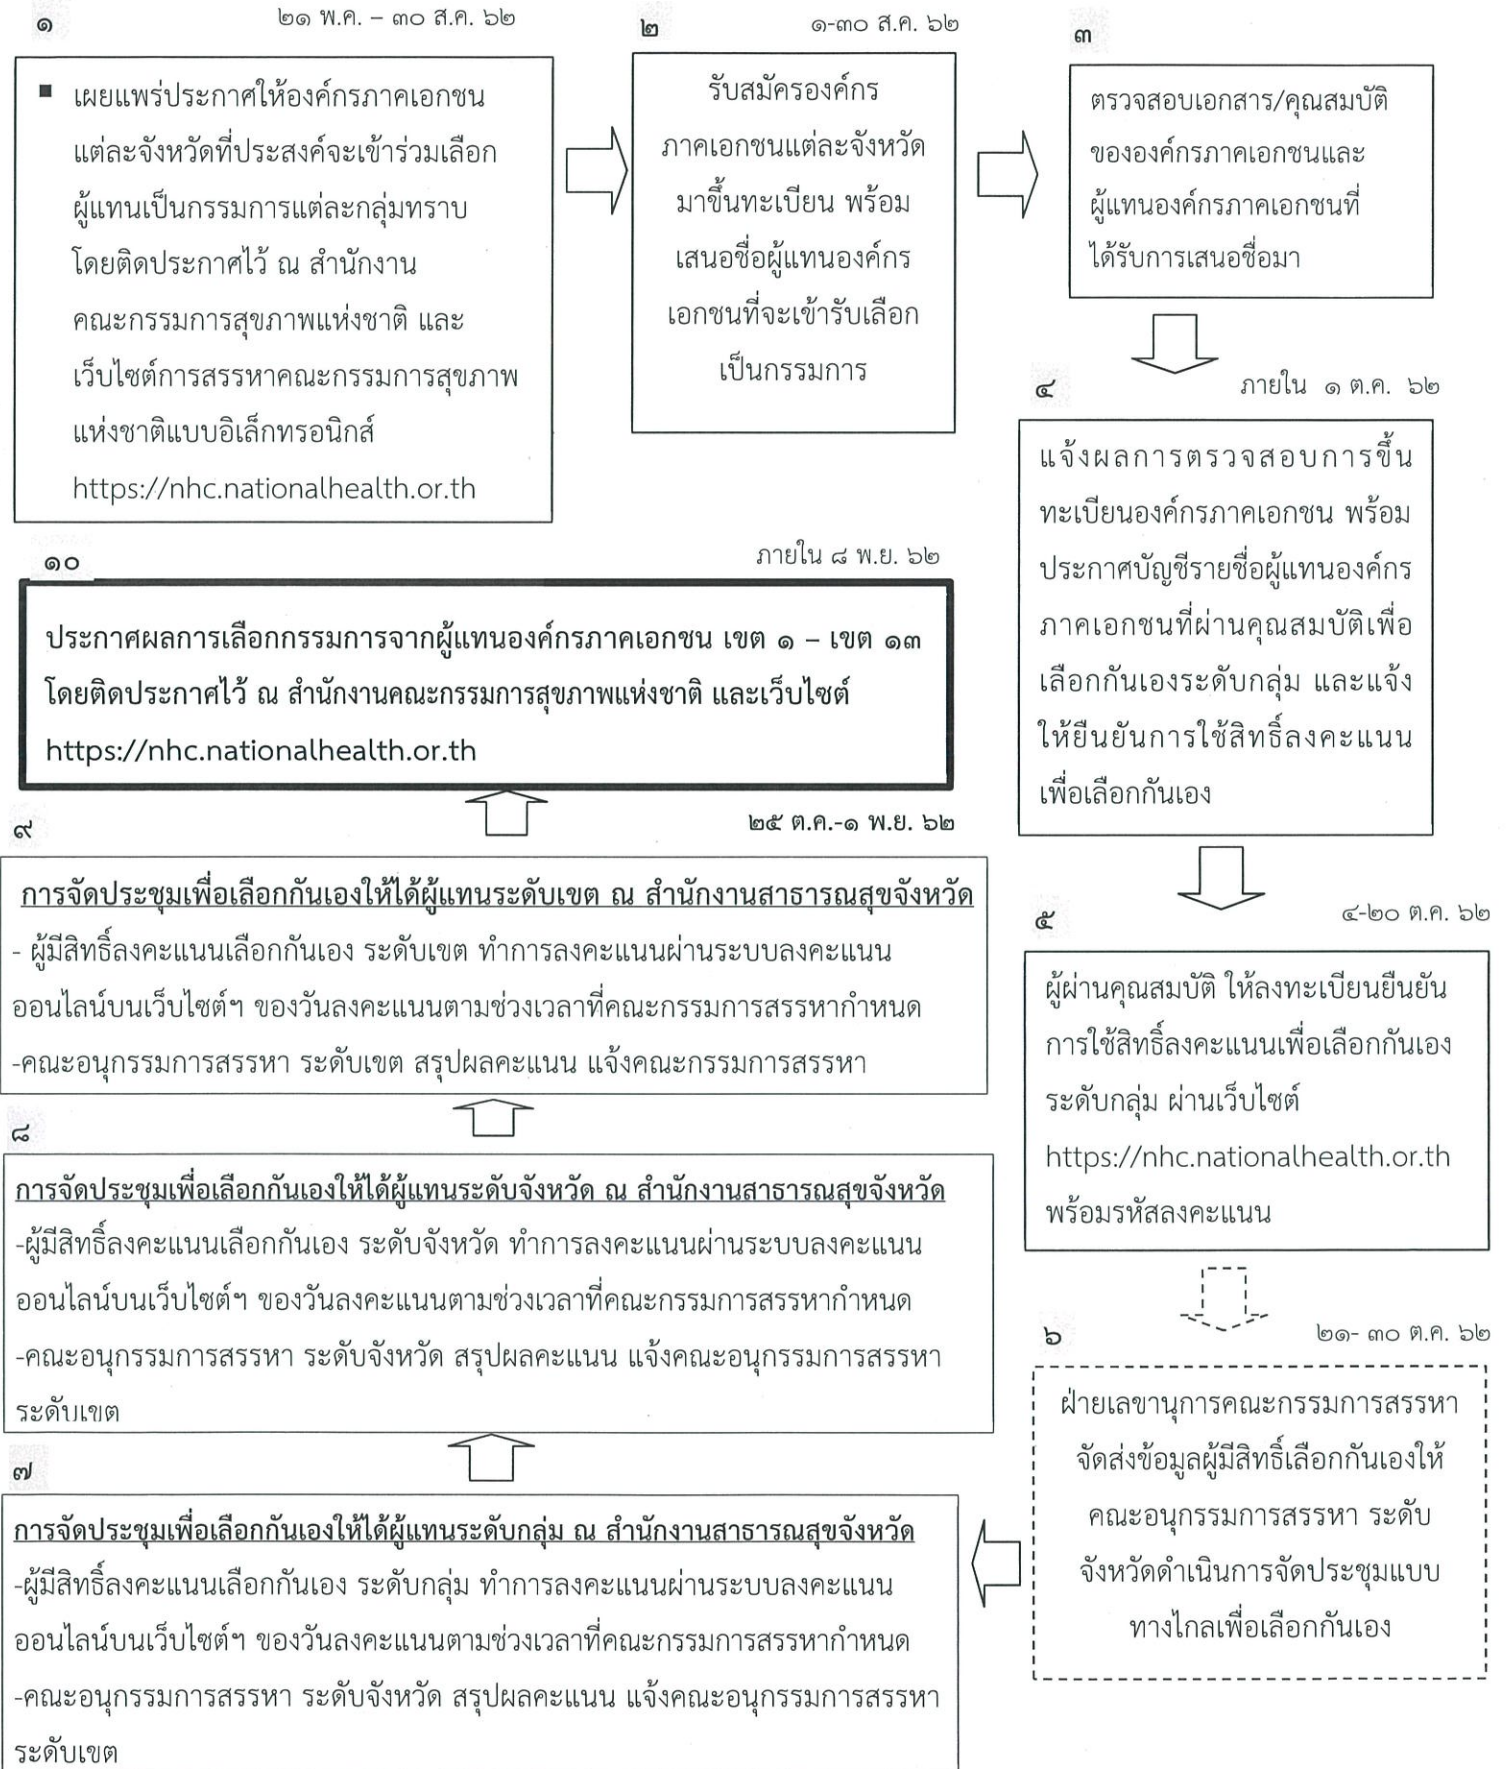 ๑
๒๑ พ.ค. – ๓๐ ส.ค. ๖๒
▪ เผยแพร่ประกาศให้องค์กรภาคเอกชน
แต่ละจังหวัดที่ประสงค์จะเข้าร่วมเลือก
ผู้แทนเป็นกรรมการแต่ละกลุ่มทราบ
โดยติดประกาศไว้ ณ สำนักงาน
คณะกรรมการสุขภาพแห่งชาติ และ
เว็บไซต์การสรรหาคณะกรรมการสุขภาพ
แห่งชาติแบบอิเล็กทรอนิกส์
https://nhc.nationalhealth.or.th
๒
๑-๓๐ ส.ค. ๖๒
รับสมัครองค์กร
ภาคเอกชนแต่ละจังหวัด
มาขึ้นทะเบียน พร้อม
เสนอชื่อผู้แทนองค์กร
เอกชนที่จะเข้ารับเลือก
เป็นกรรมการ
๓
ตรวจสอบเอกสาร/คุณสมบัติ
ขององค์กรภาคเอกชนและ
ผู้แทนองค์กรภาคเอกชนที่
ได้รับการเสนอชื่อมา
๔
ภายใน ๑ ต.ค. ๖๒
แจ้งผลการตรวจสอบการขึ้น
ทะเบียนองค์กรภาคเอกชน พร้อม
ประกาศบัญชีรายชื่อผู้แทนองค์กร
ภาคเอกชนที่ผ่านคุณสมบัติเพื่อ
เลือกกันเองระดับกลุ่ม และแจ้ง
ให้ยืนยันการใช้สิทธิ์ลงคะแนน
เพื่อเลือกกันเอง
๕
๔-๒๐ ต.ค. ๖๒
ผู้ผ่านคุณสมบัติ ให้ลงทะเบียนยืนยัน
การใช้สิทธิ์ลงคะแนนเพื่อเลือกกันเอง
ระดับกลุ่ม ผ่านเว็บไซต์
https://nhc.nationalhealth.or.th
พร้อมรหัสลงคะแนน
๖
๒๑- ๓๐ ต.ค. ๖๒
ฝ่ายเลขานุการคณะกรรมการสรรหา
จัดส่งข้อมูลผู้มีสิทธิ์เลือกกันเองให้
คณะอนุกรรมการสรรหา ระดับ
จังหวัดดำเนินการจัดประชุมแบบ
ทางไกลเพื่อเลือกกันเอง
๗
การจัดประชุมเพื่อเลือกกันเองให้ได้ผู้แทนระดับกลุ่ม ณ สำนักงานสาธารณสุขจังหวัด
-ผู้มีสิทธิ์ลงคะแนนเลือกกันเอง ระดับกลุ่ม ทำการลงคะแนนผ่านระบบลงคะแนน
ออนไลน์บนเว็บไซต์ฯ ของวันลงคะแนนตามช่วงเวลาที่คณะกรรมการสรรหากำหนด
-คณะอนุกรรมการสรรหา ระดับจังหวัด สรุปผลคะแนน แจ้งคณะอนุกรรมการสรรหา
ระดับเขต
๘
การจัดประชุมเพื่อเลือกกันเองให้ได้ผู้แทนระดับจังหวัด ณ สำนักงานสาธารณสุขจังหวัด
-ผู้มีสิทธิ์ลงคะแนนเลือกกันเอง ระดับจังหวัด ทำการลงคะแนนผ่านระบบลงคะแนน
ออนไลน์บนเว็บไซต์ฯ ของวันลงคะแนนตามช่วงเวลาที่คณะกรรมการสรรหากำหนด
-คณะอนุกรรมการสรรหา ระดับจังหวัด สรุปผลคะแนน แจ้งคณะอนุกรรมการสรรหา
ระดับเขต
๙
๒๕ ต.ค.-๑ พ.ย. ๖๒
การจัดประชุมเพื่อเลือกกันเองให้ได้ผู้แทนระดับเขต ณ สำนักงานสาธารณสุขจังหวัด
- ผู้มีสิทธิ์ลงคะแนนเลือกกันเอง ระดับเขต ทำการลงคะแนนผ่านระบบลงคะแนน
ออนไลน์บนเว็บไซต์ฯ ของวันลงคะแนนตามช่วงเวลาที่คณะกรรมการสรรหากำหนด
-คณะอนุกรรมการสรรหา ระดับเขต สรุปผลคะแนน แจ้งคณะกรรมการสรรหา
๑๐
ภายใน ๘ พ.ย. ๖๒
ประกาศผลการเลือกกรรมการจากผู้แทนองค์กรภาคเอกชน เขต ๑ – เขต ๑๓
โดยติดประกาศไว้ ณ สำนักงานคณะกรรมการสุขภาพแห่งชาติ และเว็บไซต์
https://nhc.nationalhealth.or.th